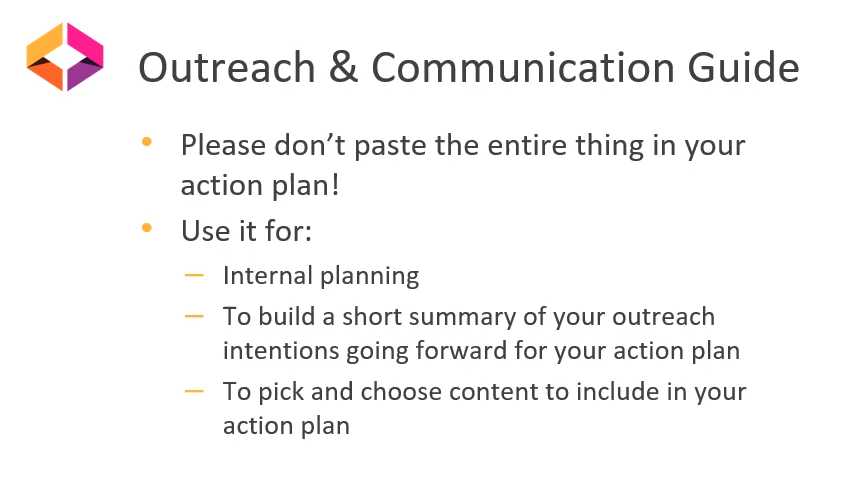 Outreach & Communication Guide
• Please don’t paste the entire thing in your
action plan!
• Use it for:
– Internal planning
– To build a short summary of your outreach
intentions going forward for your action plan
– To pick and choose content to include in your
action plan